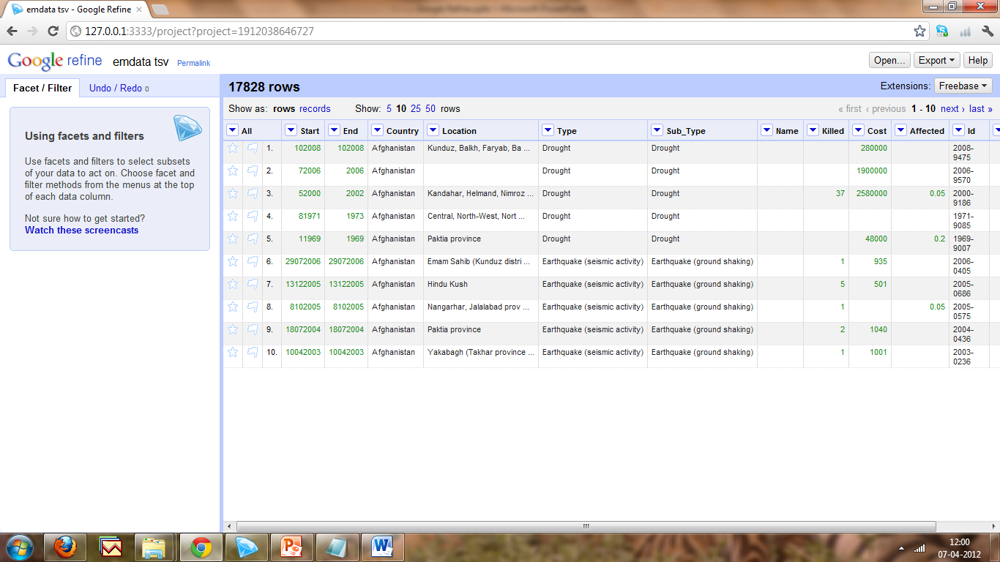 emdata tsv - Google Refine
127.0.0.1:3333/project?project=1912038646727
Google refine emdata tsv Permalink Open... Export Help
Facet / Filter Undo / Redo 0
17828 rows Extensions: Freebase
Show as: rows records Show: 5 10 25 50 rows « first ‹ previous 1 - 10 next › last »
Using facets and filters
Use facets and filters to select subsets
of your data to act on. Choose facet and
filter methods from the menus at the top
of each data column.
Not sure how to get started?
Watch these screencasts
All Start End Country Location Type Sub_Type Name Killed Cost Affected Id
1. 102008 102008 Afghanistan Kunduz, Balkh, Faryab, Ba ... Drought Drought 280000 2008-
9475
2. 72006 2006 Afghanistan Drought Drought 1900000 2006-
9570
3. 52000 2002 Afghanistan Kandahar, Helmand, Nimroz ... Drought Drought 37 2580000 0.05 2000-
9186
4. 81971 1973 Afghanistan Central, North-West, Nort ... Drought Drought 1971-
9085
5. 11969 1969 Afghanistan Paktia province Drought Drought 48000 0.2 1969-
9007
6. 29072006 29072006 Afghanistan Emam Sahib (Kunduz distri ... Earthquake (seismic activity) Earthquake (ground shaking) 1 935 2006-
0405
7. 13122005 13122005 Afghanistan Hindu Kush Earthquake (seismic activity) Earthquake (ground shaking) 5 501 2005-
0686
8. 8102005 8102005 Afghanistan Nangarhar, Jalalabad prov ... Earthquake (seismic activity) Earthquake (ground shaking) 1 0.05 2005-
0575
9. 18072004 18072004 Afghanistan Paktia province Earthquake (seismic activity) Earthquake (ground shaking) 2 1040 2004-
0436
10. 10042003 10042003 Afghanistan Yakabagh (Takhar province ... Earthquake (seismic activity) Earthquake (ground shaking) 1 1001 2003-
0236
12:00
07-04-2012